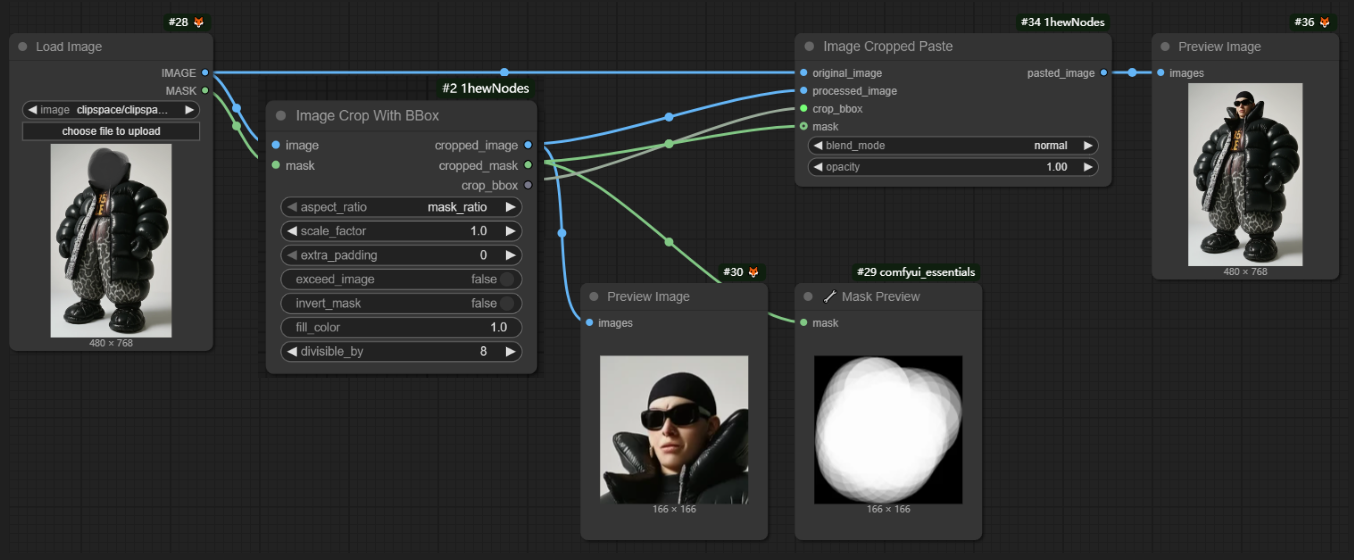 #28
Load Image
IMAGE
MASK
image clipspace/clipspa...
choose file to upload
480 × 768
#2 1hewNodes
Image Crop With BBox
image cropped_image
mask cropped_mask
crop_bbox
aspect_ratio mask_ratio
scale_factor 1.0
extra_padding 0
exceed_image false
invert_mask false
fill_color 1.0
divisible_by 8
#30
Preview Image
images
166 × 166
#29 comfyui_essentials
Mask Preview
mask
166 × 166
#34 1hewNodes
Image Cropped Paste
original_image pasted_image
processed_image
crop_bbox
mask
blend_mode normal
opacity 1.00
#36
Preview Image
images
480 × 768